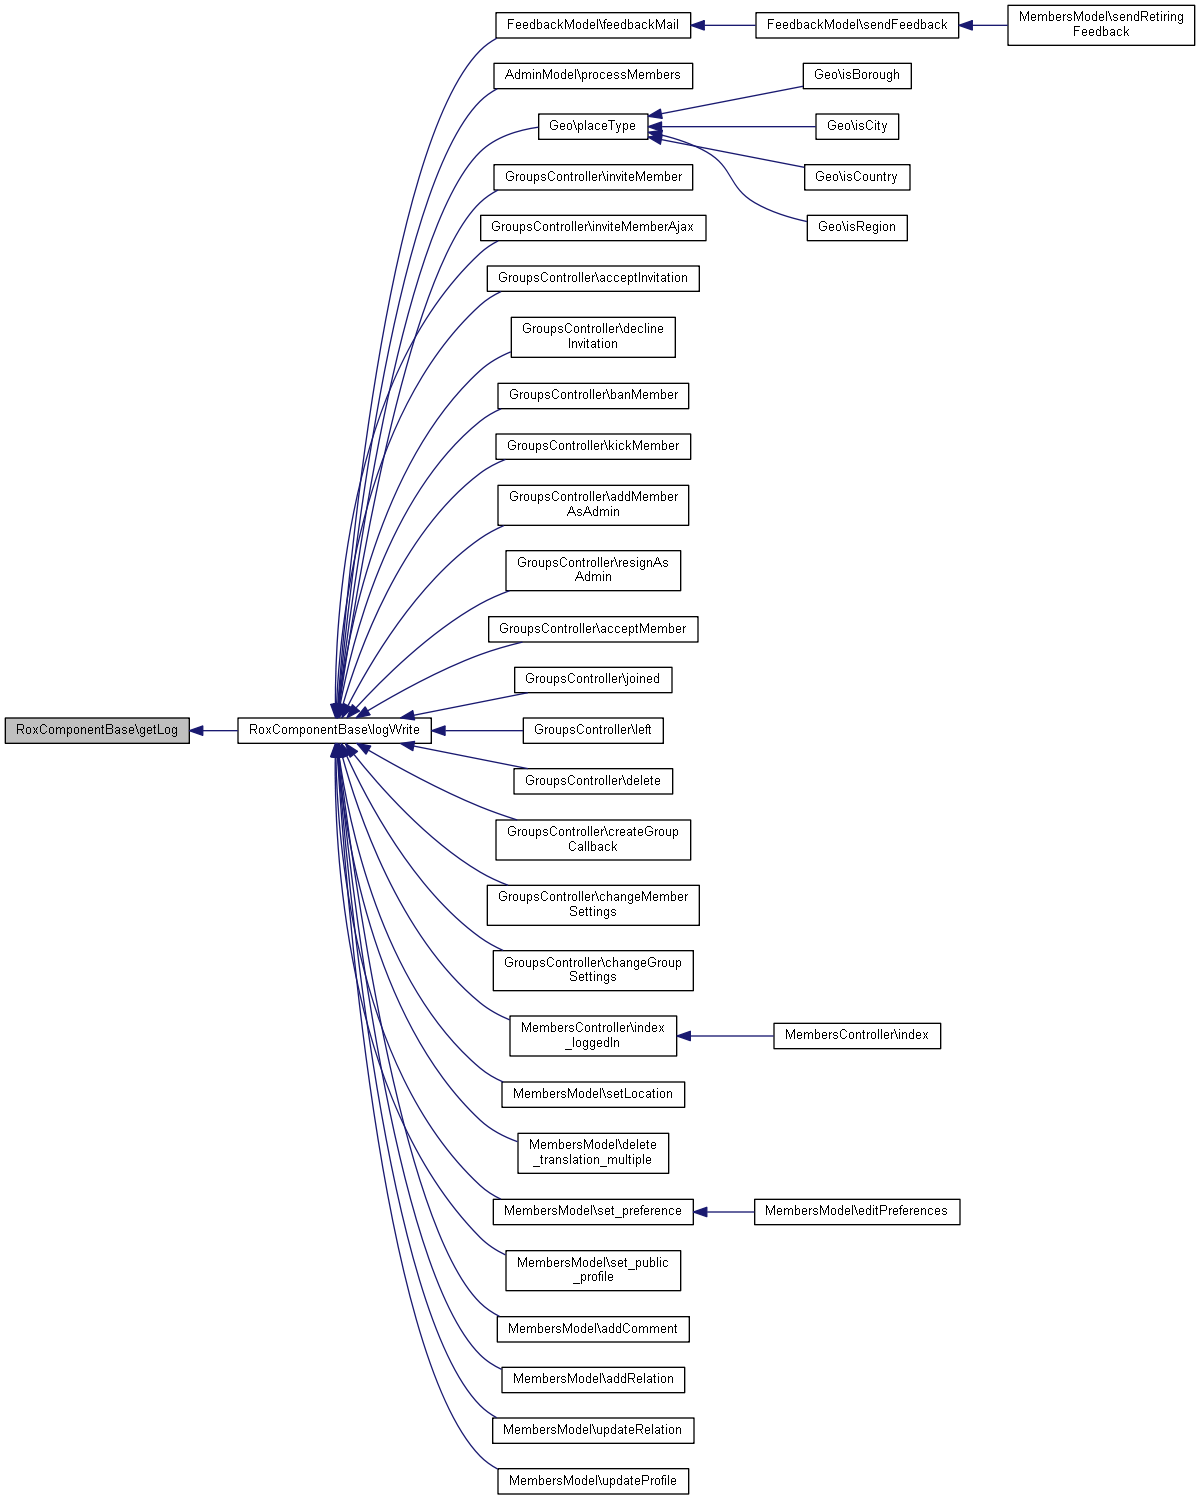 FeedbackModel\feedbackMail
FeedbackModel\sendFeedback
MembersModel\sendRetiring
Feedback
AdminModel\processMembers
Geo\isBorough
Geo\placeType
Geo\isCity
GroupsController\inviteMember
Geo\isCountry
GroupsController\inviteMemberAjax
Geo\isRegion
GroupsController\acceptInvitation
GroupsController\decline
Invitation
GroupsController\banMember
GroupsController\kickMember
GroupsController\addMember
AsAdmin
GroupsController\resignAs
Admin
GroupsController\acceptMember
GroupsController\joined
RoxComponentBase\getLog
RoxComponentBase\logWrite
GroupsController\left
GroupsController\delete
GroupsController\createGroup
Callback
GroupsController\changeMember
Settings
GroupsController\changeGroup
Settings
MembersController\index
_loggedIn
MembersController\index
MembersModel\setLocation
MembersModel\delete
_translation_multiple
MembersModel\set_preference
MembersModel\editPreferences
MembersModel\set_public
_profile
MembersModel\addComment
MembersModel\addRelation
MembersModel\updateRelation
MembersModel\updateProfile